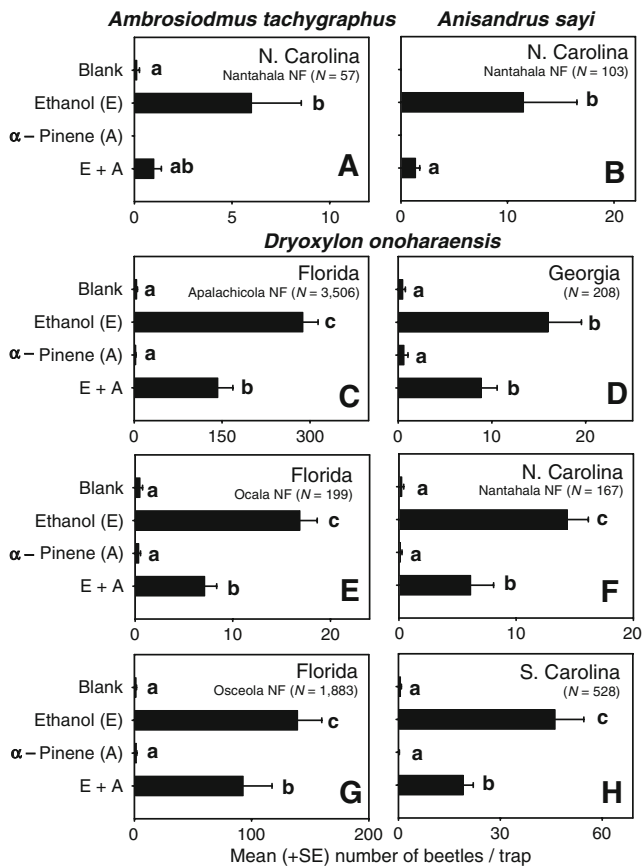 Ambrosiodmus tachygraphus
Anisandrus sayi
N. Carolina
Nantahala NF (N = 57)
Blank
a
Ethanol (E)
b
α – Pinene (A)
E + A
ab
A
0 5 10
N. Carolina
Nantahala NF (N = 103)
b
a
B
0 10 20
Dryoxylon onoharaensis
Florida
Apalachicola NF (N = 3,506)
Blank
a
Ethanol (E)
c
α – Pinene (A)
a
E + A
b
C
0 150 300
Georgia
(N = 208)
a
b
a
b
D
0 10 20
Florida
Ocala NF (N = 199)
Blank
a
Ethanol (E)
c
α – Pinene (A)
a
E + A
b
E
0 10 20
N. Carolina
Nantahala NF (N = 167)
a
c
a
b
F
0 10 20
Florida
Osceola NF (N = 1,883)
Blank
a
Ethanol (E)
c
α – Pinene (A)
a
E + A
b
G
0 100 200
S. Carolina
(N = 528)
a
c
a
b
H
0 30 60
Mean (+SE) number of beetles / trap